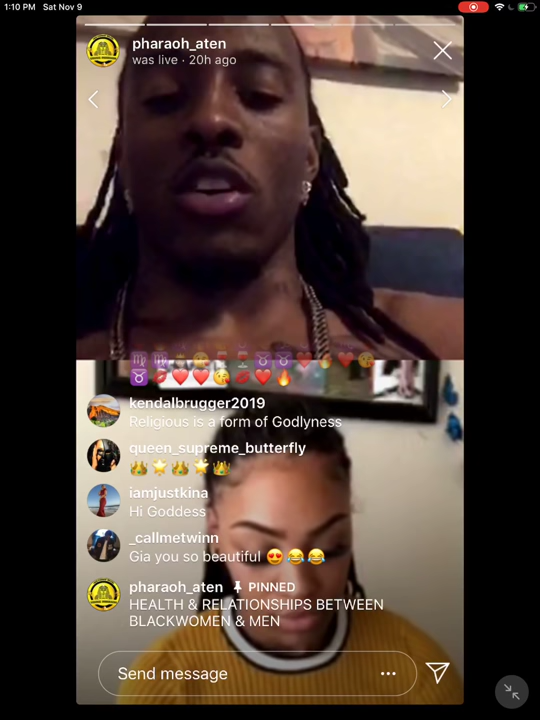 1:10 PM Sat Nov 9
pharaoh_aten
was live · 20h ago
♍♍👑😘🍷🍷♉♉❤️💃❤️😘
♉💋❤️❤️😘💋❤️🔥
kendalbrugger2019
Religious is a form of Godlyness
queen_supreme_butterfly
👑🌟👑🌟👑
iamjustkina
Hi Goddess
_callmetwinn
Gia you so beautiful 😍😂😂
pharaoh_aten PINNED
HEALTH & RELATIONSHIPS BETWEEN
BLACKWOMEN & MEN
Send message